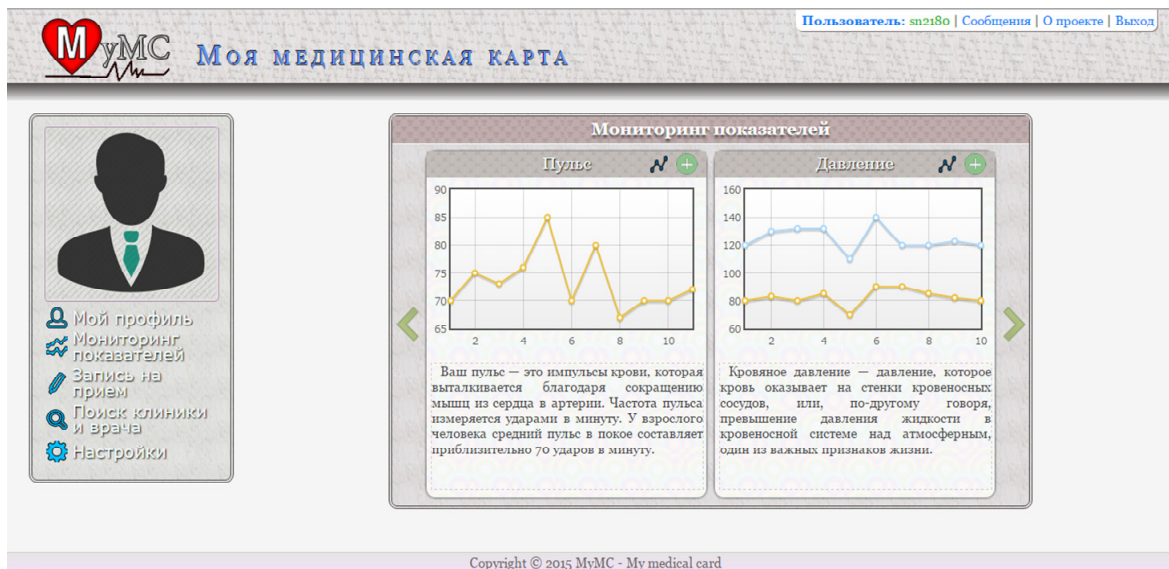 Пользователь: sn2180 | Сообщения | О проекте | Выход
MyMC
Моя медицинская карта
Мой профиль
Мониторинг
показателей
Запись на
прием
Поиск клиники
и врача
Настройки
Мониторинг показателей
Пульс
90
85
80
75
70
65
2 4 6 8 10
Ваш пульс — это импульсы крови, которая
выталкивается благодаря сокращению
мышц из сердца в артерии. Частота пульса
измеряется ударами в минуту. У взрослого
человека средний пульс в покое составляет
приблизительно 70 ударов в минуту.
Давление
160
140
120
100
80
60
2 4 6 8 10
Кровяное давление — давление, которое
кровь оказывает на стенки кровеносных
сосудов, или, по-другому говоря,
превышение давления жидкости в
кровеносной системе над атмосферным,
один из важных признаков жизни.
Copyright © 2015 MyMC - My medical card